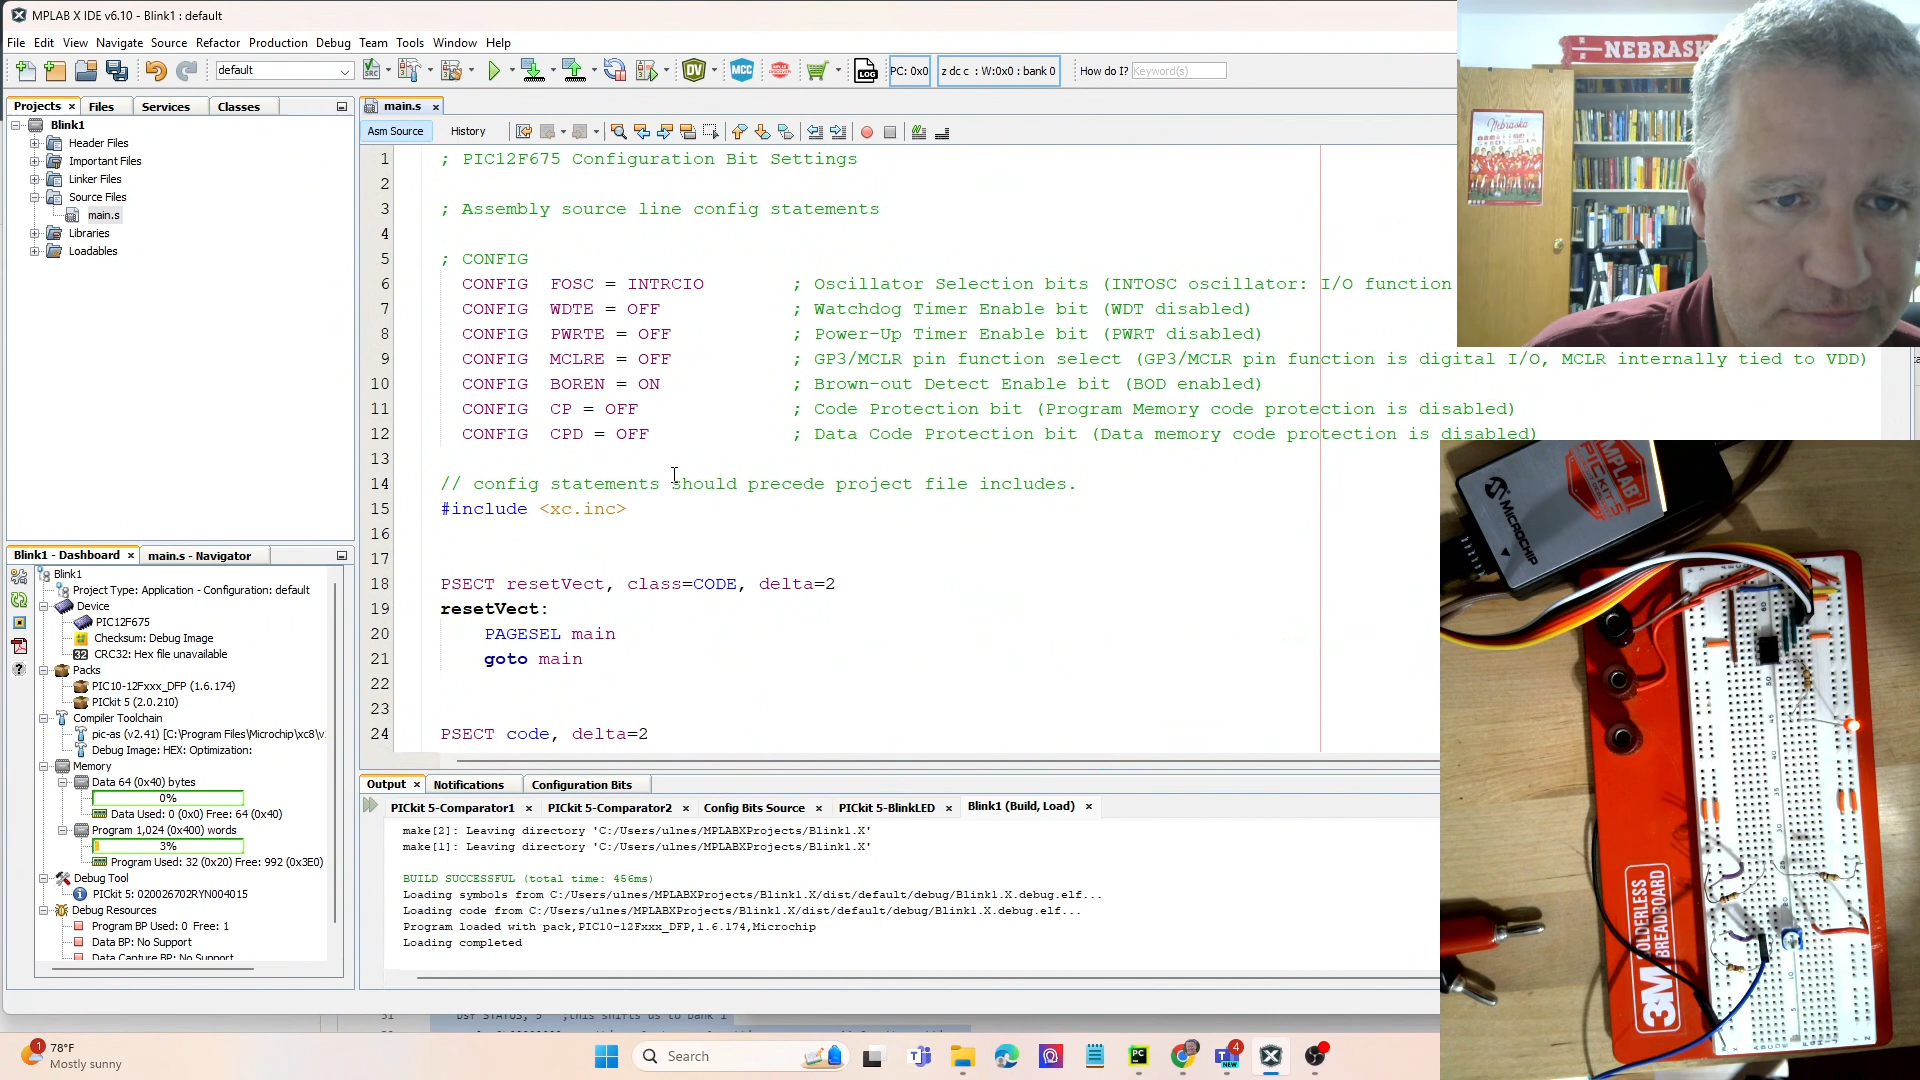 MPLAB X IDE v6.10 - Blink1 : default
File Edit View Navigate Source Refactor Production Debug Team Tools Window Help
default
PC: 0x0
z dc c : W:0x0 : bank 0
How do I? Keyword(s)
Projects Files Services Classes
main.s
Asm Source History
Blink1
Header Files
Important Files
Linker Files
Source Files
main.s
Libraries
Loadables
1 ; PIC12F675 Configuration Bit Settings
2
3 ; Assembly source line config statements
4
5 ; CONFIG
6 CONFIG FOSC = INTRCIO ; Oscillator Selection bits (INTOSC oscillator: I/O function
7 CONFIG WDTE = OFF ; Watchdog Timer Enable bit (WDT disabled)
8 CONFIG PWRTE = OFF ; Power-Up Timer Enable bit (PWRT disabled)
9 CONFIG MCLRE = OFF ; GP3/MCLR pin function select (GP3/MCLR pin function is digital I/O, MCLR internally tied to VDD)
10 CONFIG BOREN = ON ; Brown-out Detect Enable bit (BOD enabled)
11 CONFIG CP = OFF ; Code Protection bit (Program Memory code protection is disabled)
12 CONFIG CPD = OFF ; Data Code Protection bit (Data memory code protection is disabled)
13
14 // config statements should precede project file includes.
15 #include <xc.inc>
16
17
18 PSECT resetVect, class=CODE, delta=2
19 resetVect:
20 PAGESEL main
21 goto main
22
23
24 PSECT code, delta=2
Blink1 - Dashboard main.s - Navigator
Blink1
Project Type: Application - Configuration: default
Device
PIC12F675
Checksum: Debug Image
CRC32: Hex file unavailable
Packs
PIC10-12Fxxx_DFP (1.6.174)
PICkit 5 (2.0.210)
Compiler Toolchain
pic-as (v2.41) [C:\Program Files\Microchip\xc8\v
Debug Image: HEX: Optimization:
Memory
Data 64 (0x40) bytes
0%
Data Used: 0 (0x0) Free: 64 (0x40)
Program 1,024 (0x400) words
3%
Program Used: 32 (0x20) Free: 992 (0x3E0)
Debug Tool
PICkit 5: 020026702RYN004015
Debug Resources
Program BP Used: 0 Free: 1
Data BP: No Support
Data Capture BP: No Support
Output Notifications Configuration Bits
PICkit 5-Comparator1 PICkit 5-Comparator2 Config Bits Source PICkit 5-BlinkLED Blink1 (Build, Load)
make[2]: Leaving directory 'C:/Users/ulnes/MPLABXProjects/Blink1.X'
make[1]: Leaving directory 'C:/Users/ulnes/MPLABXProjects/Blink1.X'
BUILD SUCCESSFUL (total time: 456ms)
Loading symbols from C:/Users/ulnes/MPLABXProjects/Blink1.X/dist/default/debug/Blink1.X.debug.elf...
Loading code from C:/Users/ulnes/MPLABXProjects/Blink1.X/dist/default/debug/Blink1.X.debug.elf...
Program loaded with pack,PIC10-12Fxxx_DFP,1.6.174,Microchip
Loading completed
78°F
Mostly sunny
Search
NEBRASK
Nebraska
MPLAB
PICKIT 5
MICROCHIP
3M SOLDERLESS
BREADBOARD